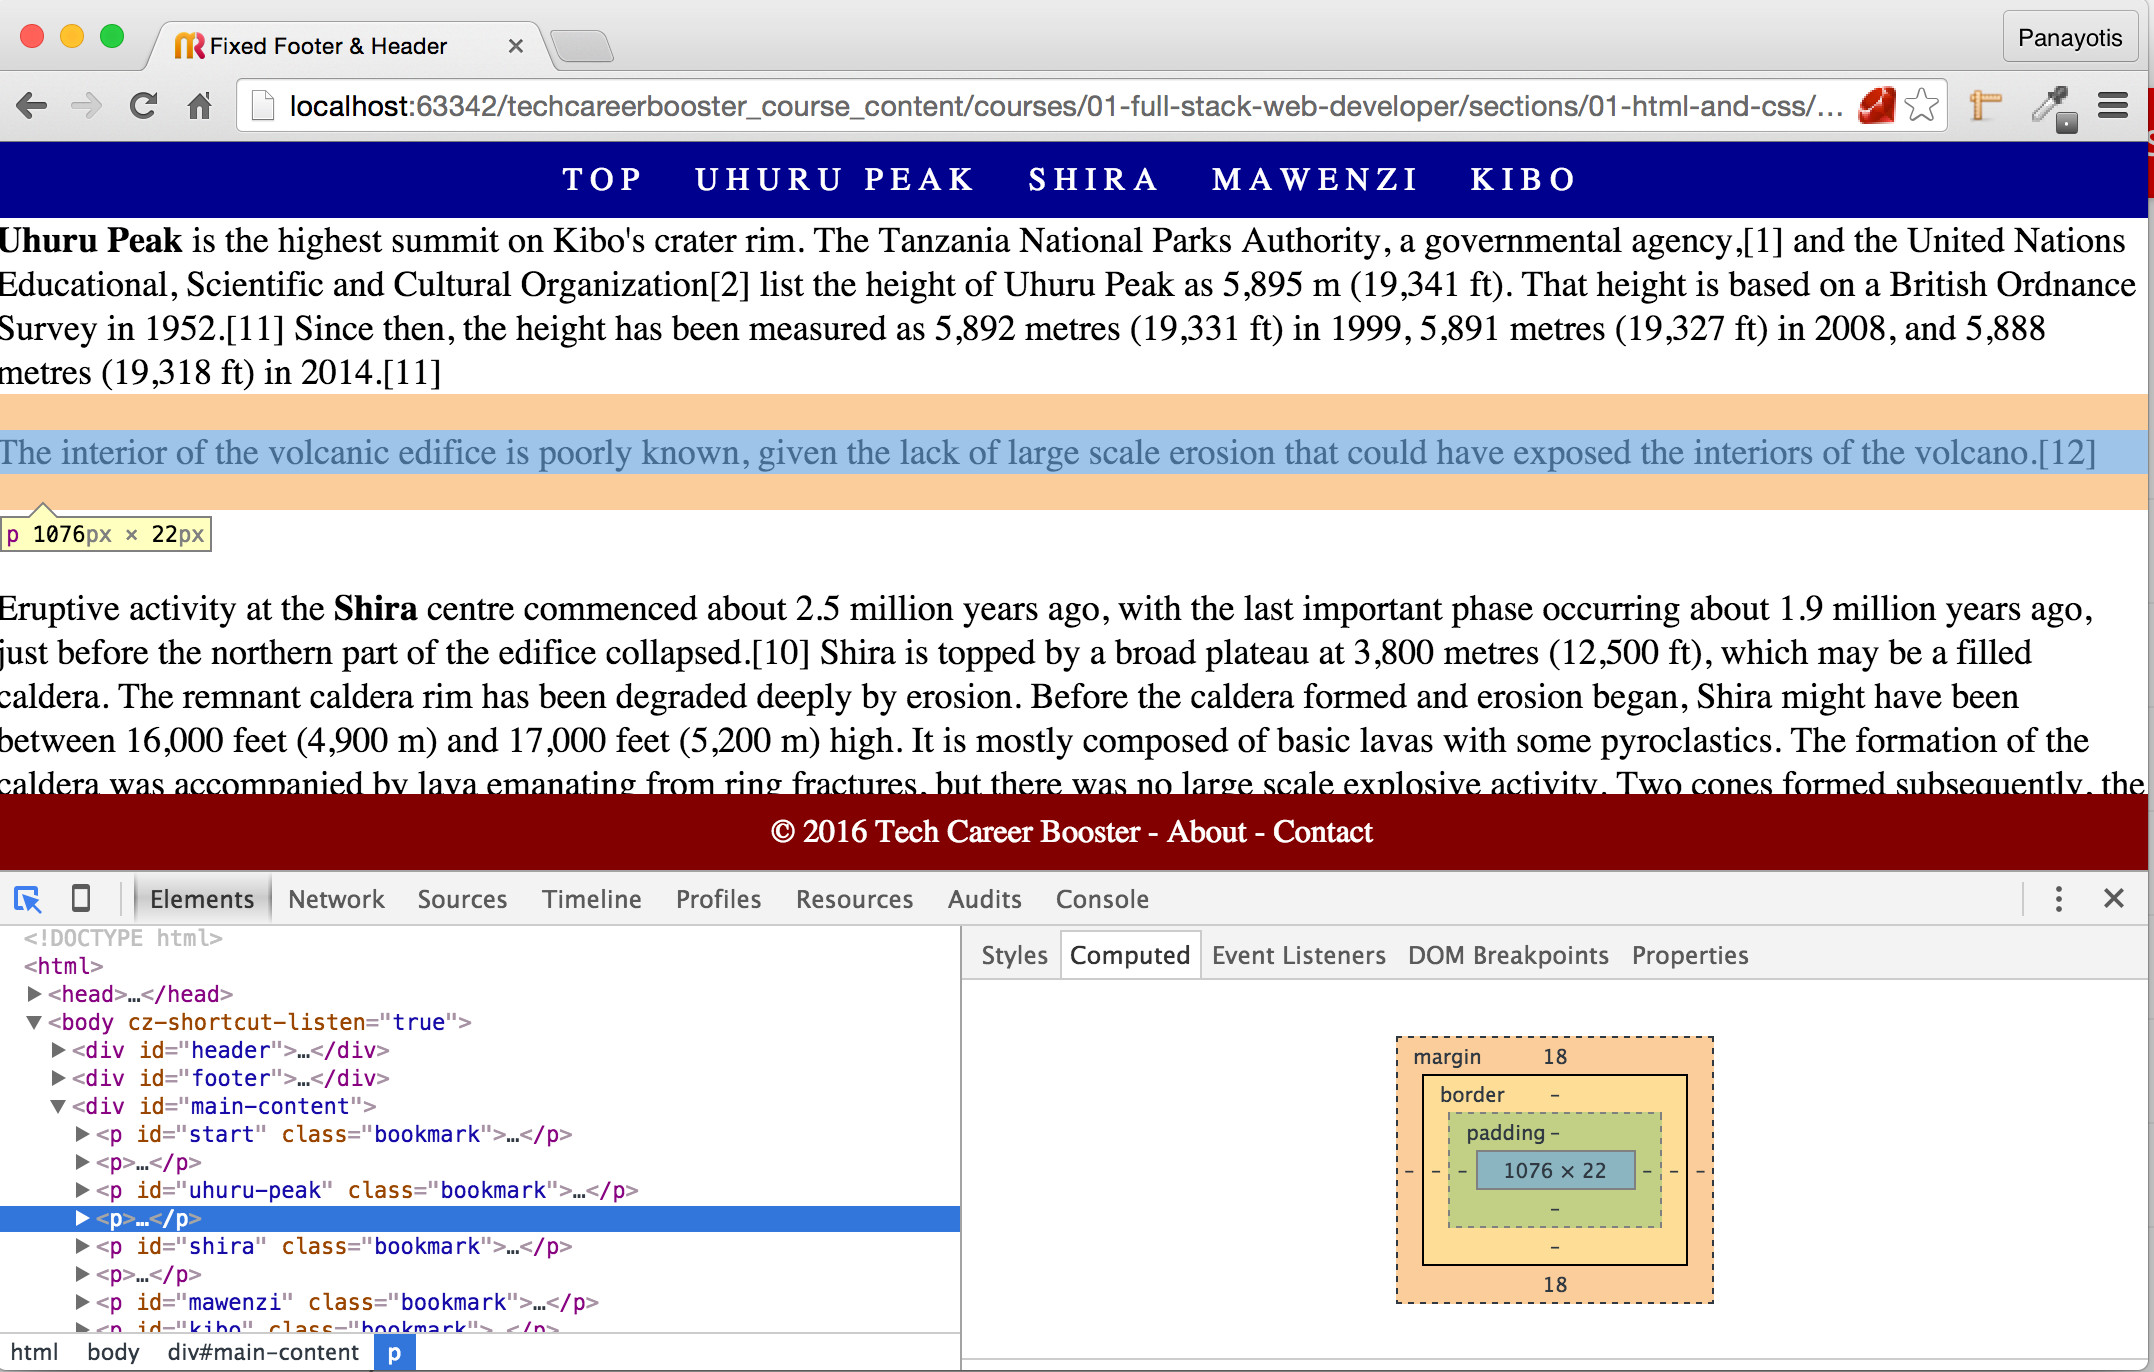 Fixed Footer & Header
Panayotis
localhost:63342/techcareerbooster_course_content/courses/01-full-stack-web-developer/sections/01-html-and-css/...
TOP UHURU PEAK SHIRA MAWENZI KIBO
Uhuru Peak is the highest summit on Kibo's crater rim. The Tanzania National Parks Authority, a governmental agency,[1] and the United Nations
Educational, Scientific and Cultural Organization[2] list the height of Uhuru Peak as 5,895 m (19,341 ft). That height is based on a British Ordnance
Survey in 1952.[11] Since then, the height has been measured as 5,892 metres (19,331 ft) in 1999, 5,891 metres (19,327 ft) in 2008, and 5,888
metres (19,318 ft) in 2014.[11]
The interior of the volcanic edifice is poorly known, given the lack of large scale erosion that could have exposed the interiors of the volcano.[12]
p 1076px × 22px
Eruptive activity at the Shira centre commenced about 2.5 million years ago, with the last important phase occurring about 1.9 million years ago,
just before the northern part of the edifice collapsed.[10] Shira is topped by a broad plateau at 3,800 metres (12,500 ft), which may be a filled
caldera. The remnant caldera rim has been degraded deeply by erosion. Before the caldera formed and erosion began, Shira might have been
between 16,000 feet (4,900 m) and 17,000 feet (5,200 m) high. It is mostly composed of basic lavas with some pyroclastics. The formation of the
caldera was accompanied by lava emanating from ring fractures, but there was no large scale explosive activity. Two cones formed subsequently, the
© 2016 Tech Career Booster - About - Contact
Elements Network Sources Timeline Profiles Resources Audits Console
<!DOCTYPE html>
<html>
<head>…</head>
<body cz-shortcut-listen="true">
<div id="header">…</div>
<div id="footer">…</div>
<div id="main-content">
<p id="start" class="bookmark">…</p>
<p>…</p>
<p id="uhuru-peak" class="bookmark">…</p>
<p>…</p>
<p id="shira" class="bookmark">…</p>
<p>…</p>
<p id="mawenzi" class="bookmark">…</p>
<p id="kibo" class="bookmark">…</p>
html body div#main-content p
Styles Computed Event Listeners DOM Breakpoints Properties
margin 18
border -
padding -
- - - 1076 × 22 - - -
-
-
18